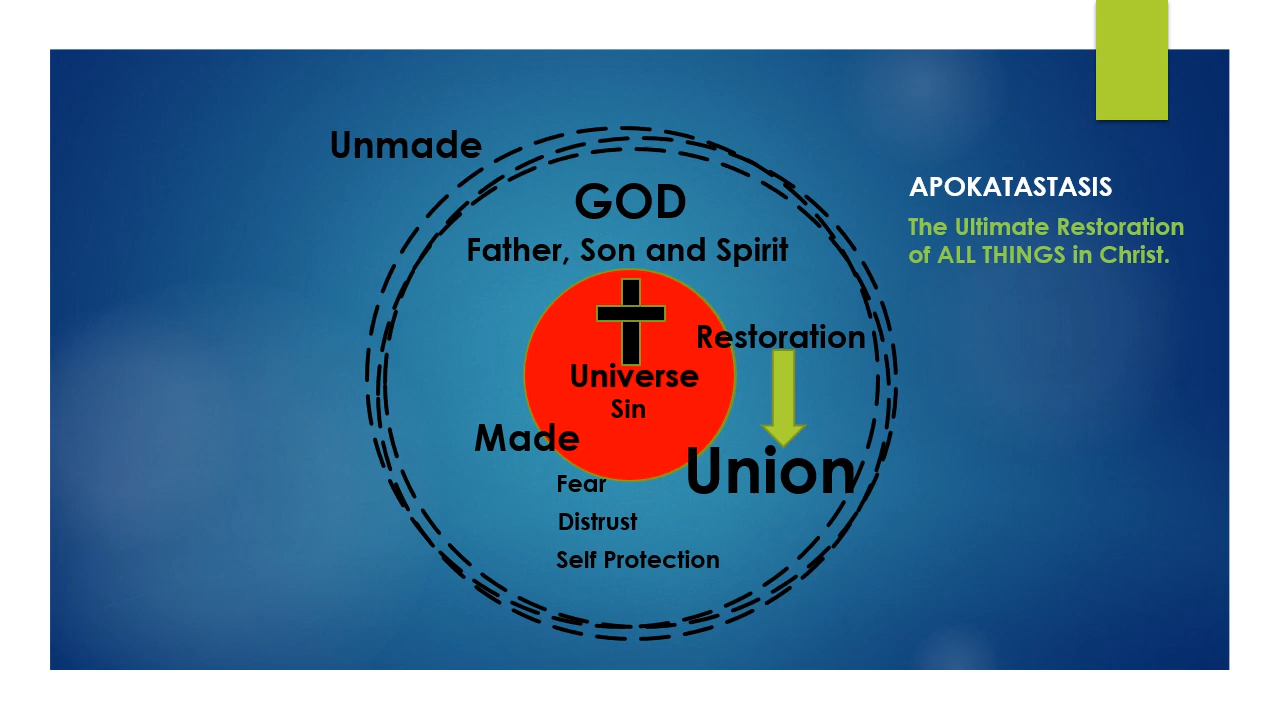 Unmade
GOD
Father, Son and Spirit
APOKATASTASIS
The Ultimate Restoration
of ALL THINGS in Christ.
Restoration
Universe
Sin
Made
Union
Fear
Distrust
Self Protection